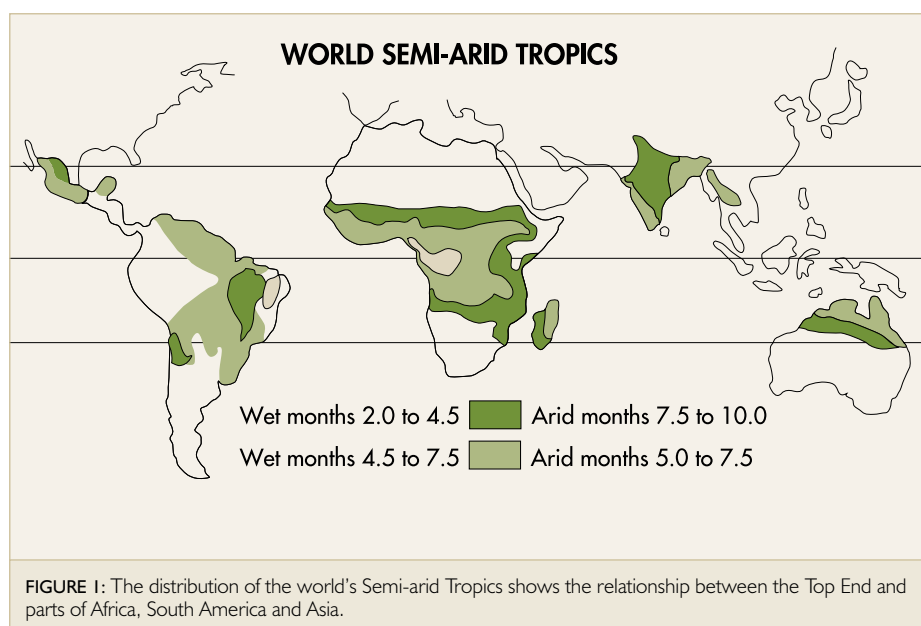 WORLD SEMI-ARID TROPICS
Wet months 2.0 to 4.5 Arid months 7.5 to 10.0
Wet months 4.5 to 7.5 Arid months 5.0 to 7.5
FIGURE 1: The distribution of the world's Semi-arid Tropics shows the relationship between the Top End and
parts of Africa, South America and Asia.